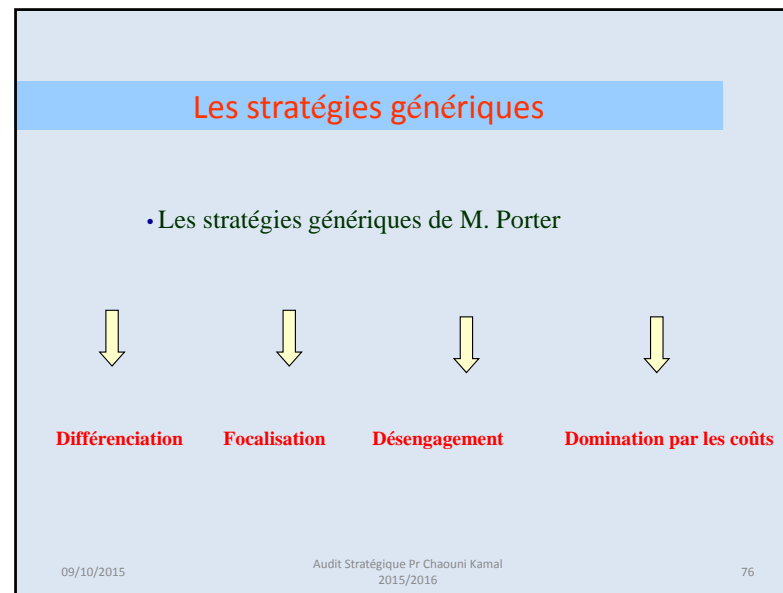 Les stratégies génériques
• Les stratégies génériques de M. Porter
Différenciation Focalisation Désengagement Domination par les coûts
09/10/2015 Audit Stratégique Pr Chaouni Kamal 76
2015/2016